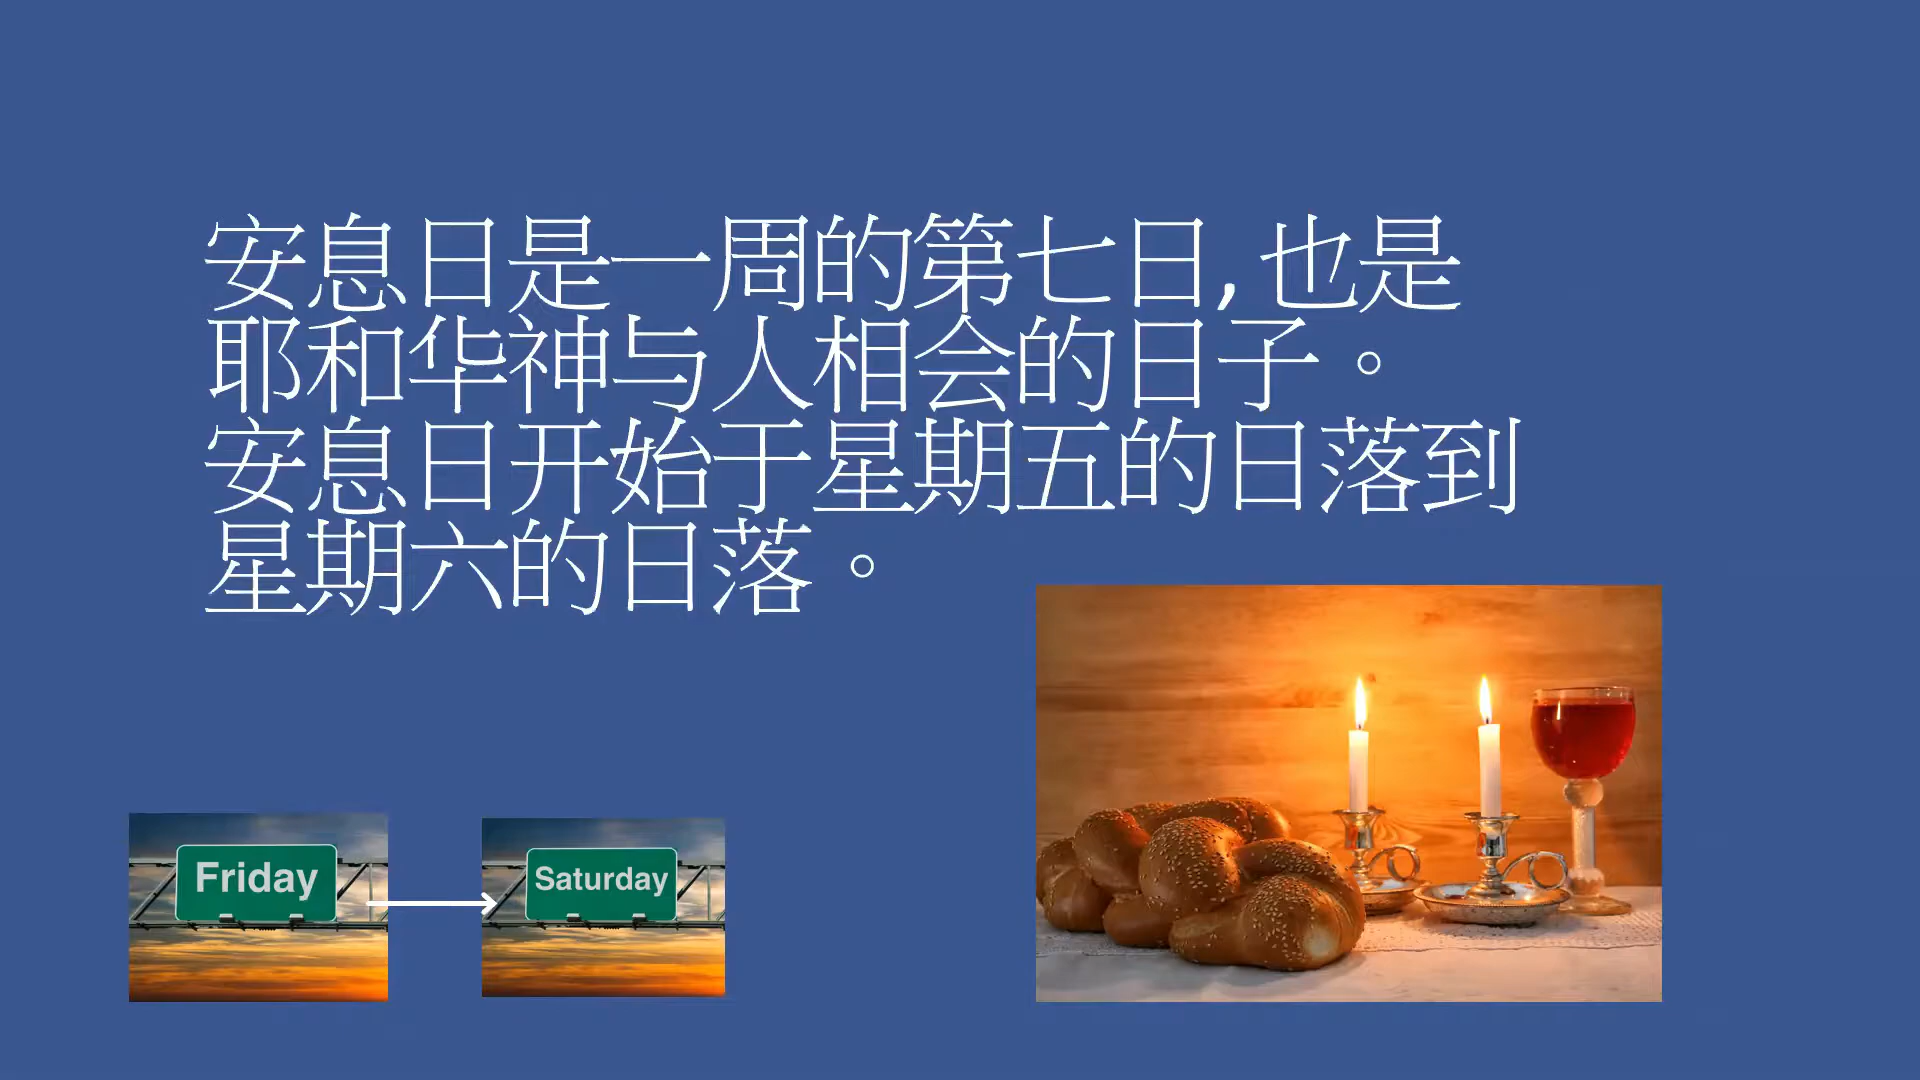 安息日是一周的第七日,也是
耶和华神与人相会的日子。
安息日开始于星期五的日落到
星期六的日落。
Friday
Saturday